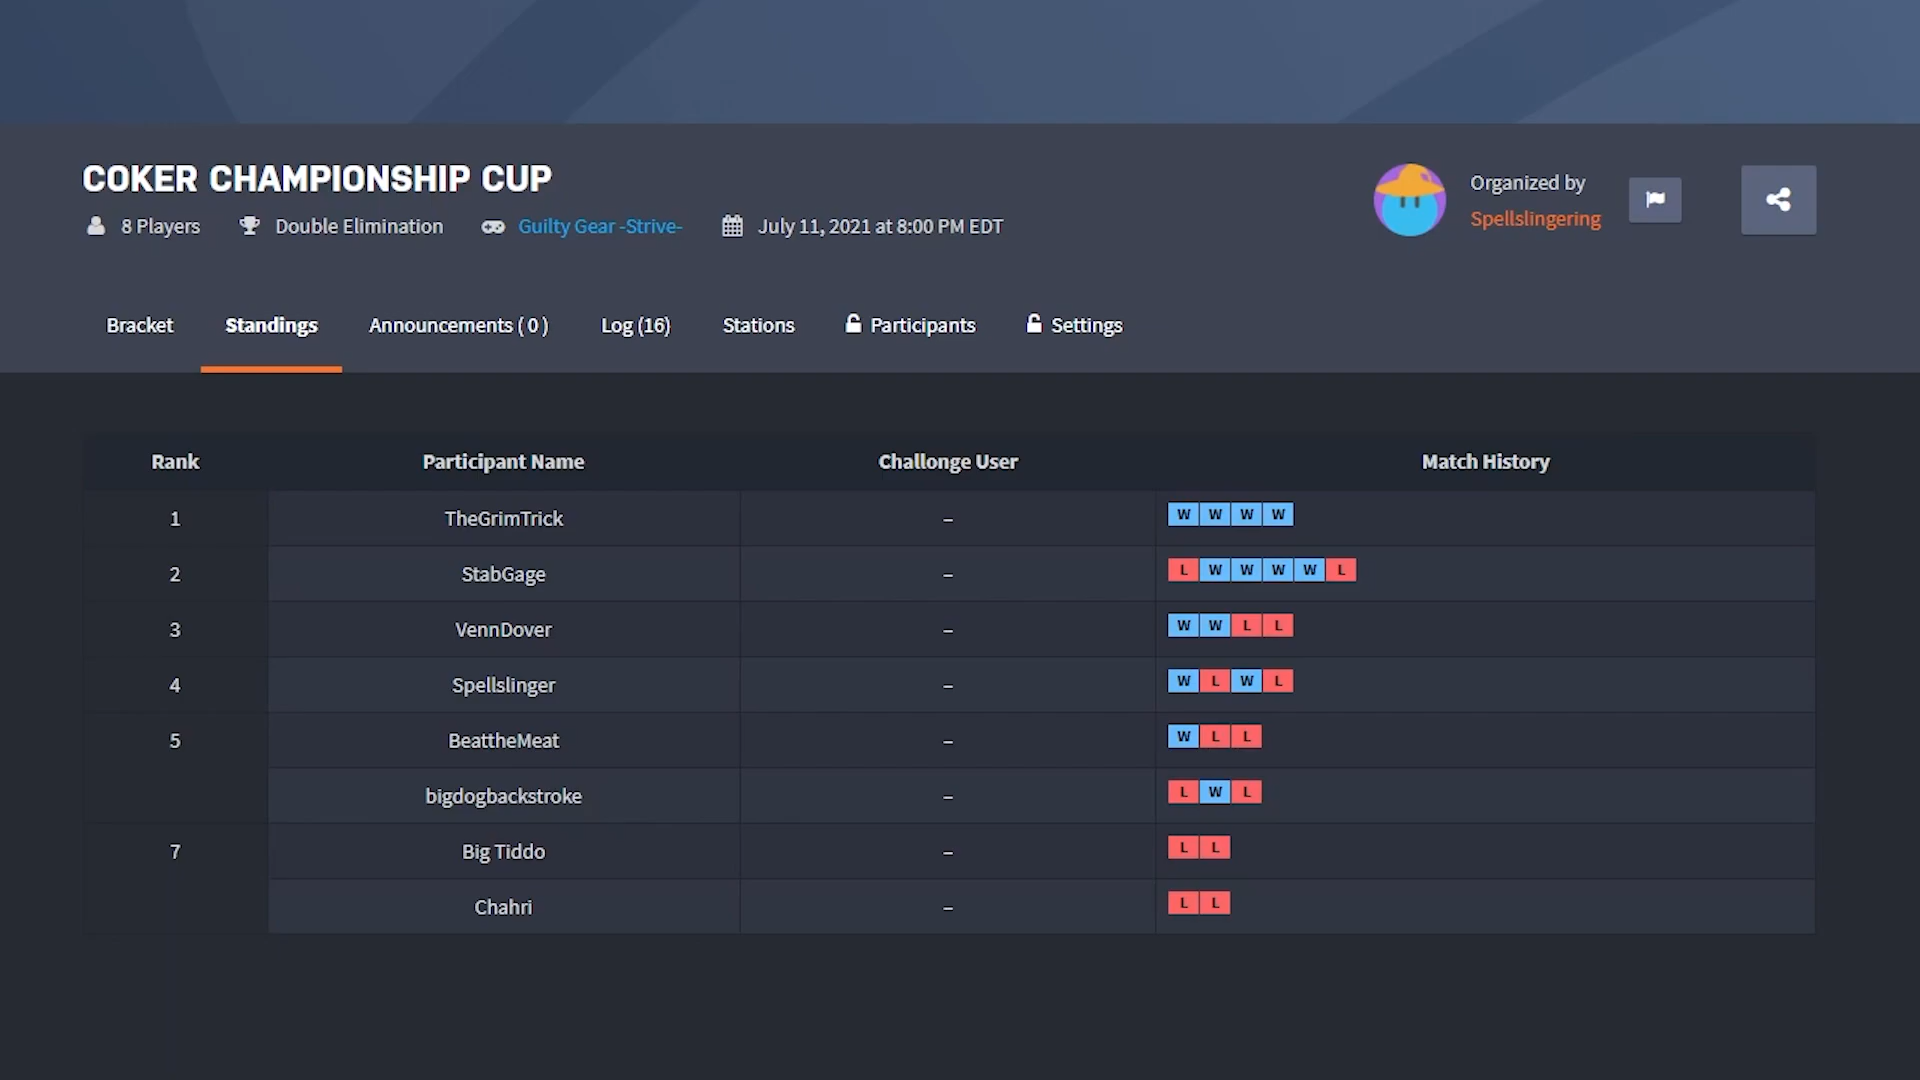 COKER CHAMPIONSHIP CUP
8 Players Double Elimination Guilty Gear -Strive- July 11, 2021 at 8:00 PM EDT
Organized by
Spellslingering
Bracket Standings Announcements ( 0 ) Log (16) Stations Participants Settings
Rank Participant Name Challonge User Match History
1 TheGrimTrick – W W W W
2 StabGage – L W W W W L
3 VennDover – W W L L
4 Spellslinger – W L W L
5 BeattheMeat – W L L
bigdogbackstroke – L W L
7 Big Tiddo – L L
Chahri – L L